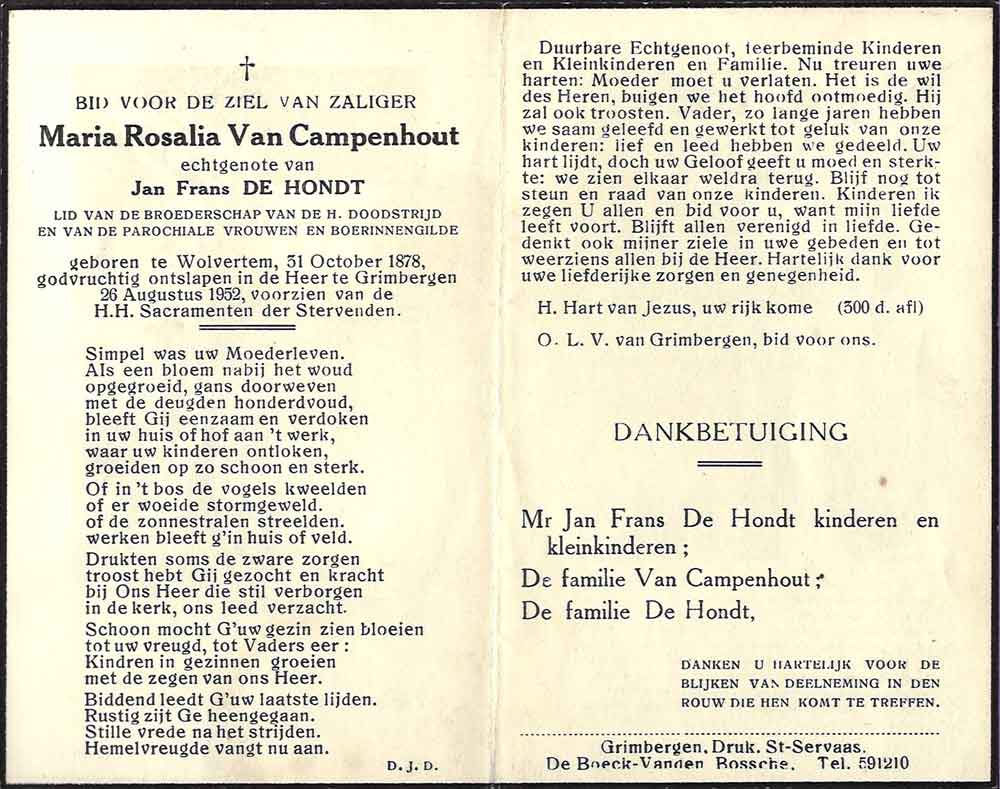 BID VOOR DE ZIEL VAN ZALIGER
Maria Rosalia Van Campenhout
echtgenote van
Jan Frans DE HONDT
LID VAN DE BROEDERSCHAP VAN DE H. DOODSTRIJD
EN VAN DE PAROCHIALE VROUWEN EN BOERINNENGILDE
geboren te Wolvertem, 31 October 1878,
godvruchtig ontslapen in de Heer te Grimbergen
26 Augustus 1952, voorzien van de
H.H. Sacramenten der Stervenden.
Simpel was uw Moederleven.
Als een bloem nabij het woud
opgegroeid, gans doorweven
met de deugden honderdvoud,
bleeft Gij eenzaam en verdoken
in uw huis of hof aan 't werk,
waar uw kinderen ontloken,
groeiden op zo schoon en sterk.
Of in 't bos de vogels kweelden
of er woeide stormgeweld.
of de zonnestralen streelden.
werken bleeft g'in huis of veld.
Drukten soms de zware zorgen
troost hebt Gij gezocht en kracht
bij Ons Heer die stil verborgen
in de kerk, ons leed verzacht.
Schoon mocht G'uw gezin zien bloeien
tot uw vreugd, tot Vaders eer :
Kindren in gezinnen groeien
met de zegen van ons Heer.
Biddend leedt G'uw laatste lijden.
Rustig zijt Ge heengegaan.
Stille vrede na het strijden.
Hemelvreugde vangt nu aan.
D.J.D.
Duurbare Echtgenoot, teerbeminde Kinderen
en Kleinkinderen en Familie. Nu treuren uwe
harten: Moeder moet u verlaten. Het is de wil
des Heren, buigen we het hoofd ootmoedig. Hij
zal ook troosten. Vader, zo lange jaren hebben
we saam geleefd en gewerkt tot geluk van onze
kinderen: lief en leed hebben we gedeeld. Uw
hart lijdt, doch uw Geloof geeft u moed en sterk-
te: we zien elkaar weldra terug. Blijf nog tot
steun en raad van onze kinderen. Kinderen ik
zegen U allen en bid voor u, want mijn liefde
leeft voort. Blijft allen verenigd in liefde. Ge-
denkt ook mijner ziele in uwe gebeden en tot
weerziens allen bij de Heer. Hartelijk dank voor
uwe liefderijke zorgen en genegenheid.
H. Hart van Jezus, uw rijk kome (300 d. afl)
O. L. V. van Grimbergen, bid voor ons.
DANKBETUIGING
Mr Jan Frans De Hondt kinderen en
kleinkinderen ;
De familie Van Campenhout ;
De familie De Hondt,
DANKEN U HARTELIJK VOOR DE
BLIJKEN VAN DEELNEMING IN DEN
ROUW DIE HEN KOMT TE TREFFEN.
Grimbergen, Druk. St-Servaas.
De Boeck-Vanden Bossche. Tel. 591210